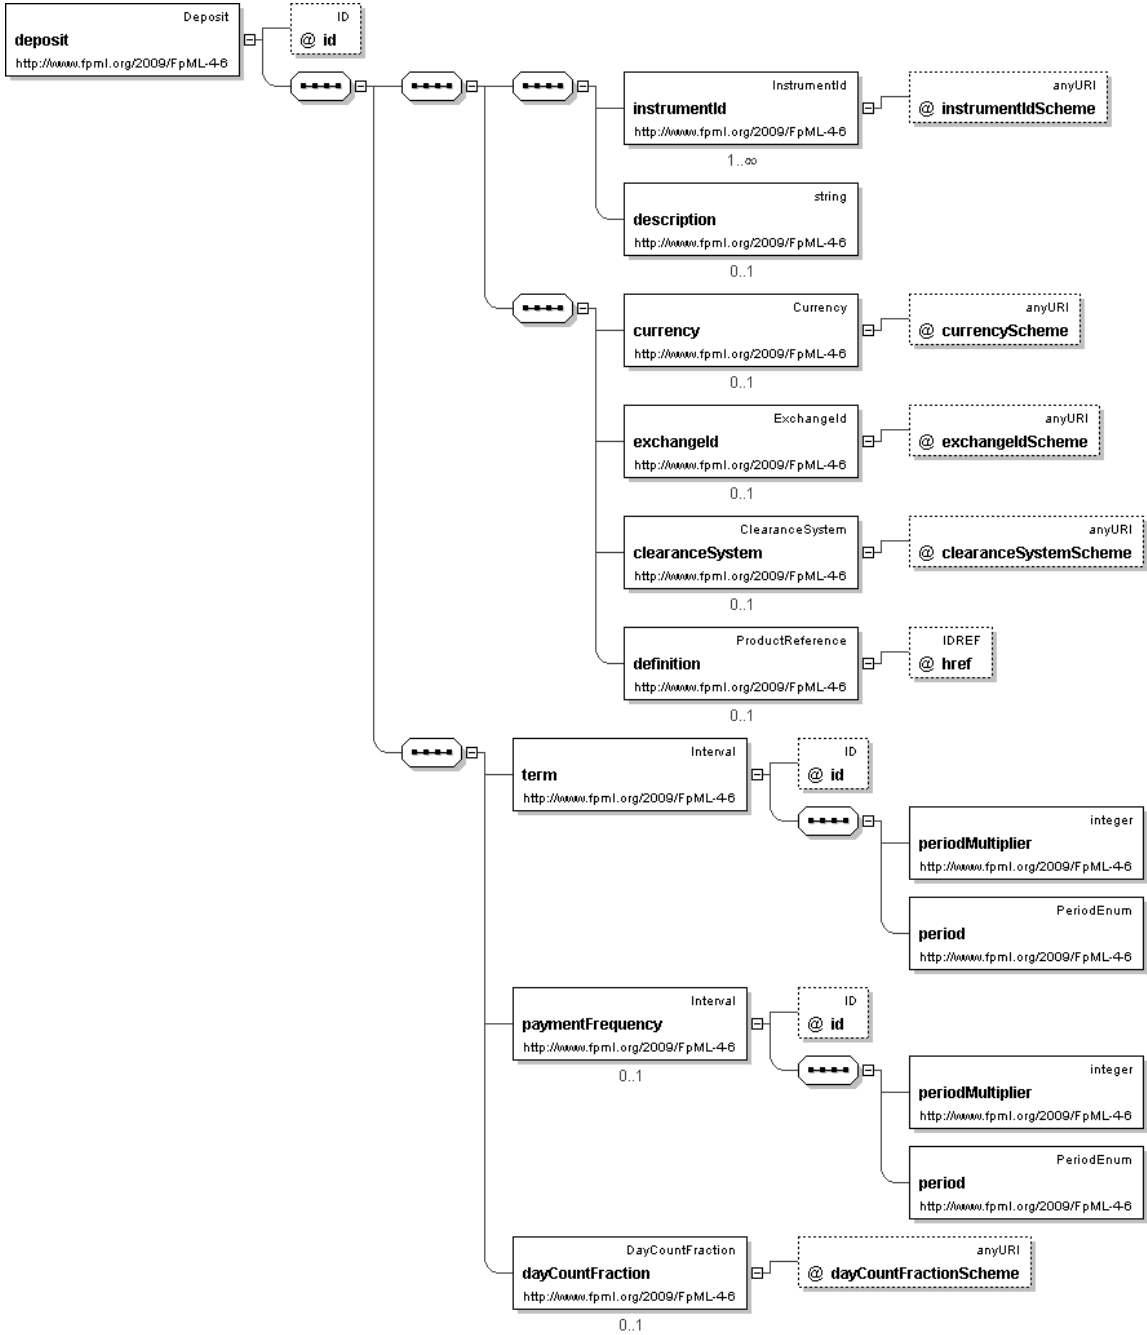 Deposit
deposit
http://www.fpml.org/2009/FpML-4-6
ID
@ id
InstrumentId
instrumentId
http://www.fpml.org/2009/FpML-4-6
1..∞
anyURI
@ instrumentIdScheme
string
description
http://www.fpml.org/2009/FpML-4-6
0..1
Currency
currency
http://www.fpml.org/2009/FpML-4-6
0..1
anyURI
@ currencyScheme
ExchangeId
exchangeId
http://www.fpml.org/2009/FpML-4-6
0..1
anyURI
@ exchangeIdScheme
ClearanceSystem
clearanceSystem
http://www.fpml.org/2009/FpML-4-6
0..1
anyURI
@ clearanceSystemScheme
ProductReference
definition
http://www.fpml.org/2009/FpML-4-6
0..1
IDREF
@ href
Interval
term
http://www.fpml.org/2009/FpML-4-6
ID
@ id
integer
periodMultiplier
http://www.fpml.org/2009/FpML-4-6
PeriodEnum
period
http://www.fpml.org/2009/FpML-4-6
Interval
paymentFrequency
http://www.fpml.org/2009/FpML-4-6
0..1
ID
@ id
integer
periodMultiplier
http://www.fpml.org/2009/FpML-4-6
PeriodEnum
period
http://www.fpml.org/2009/FpML-4-6
DayCountFraction
dayCountFraction
http://www.fpml.org/2009/FpML-4-6
0..1
anyURI
@ dayCountFractionScheme